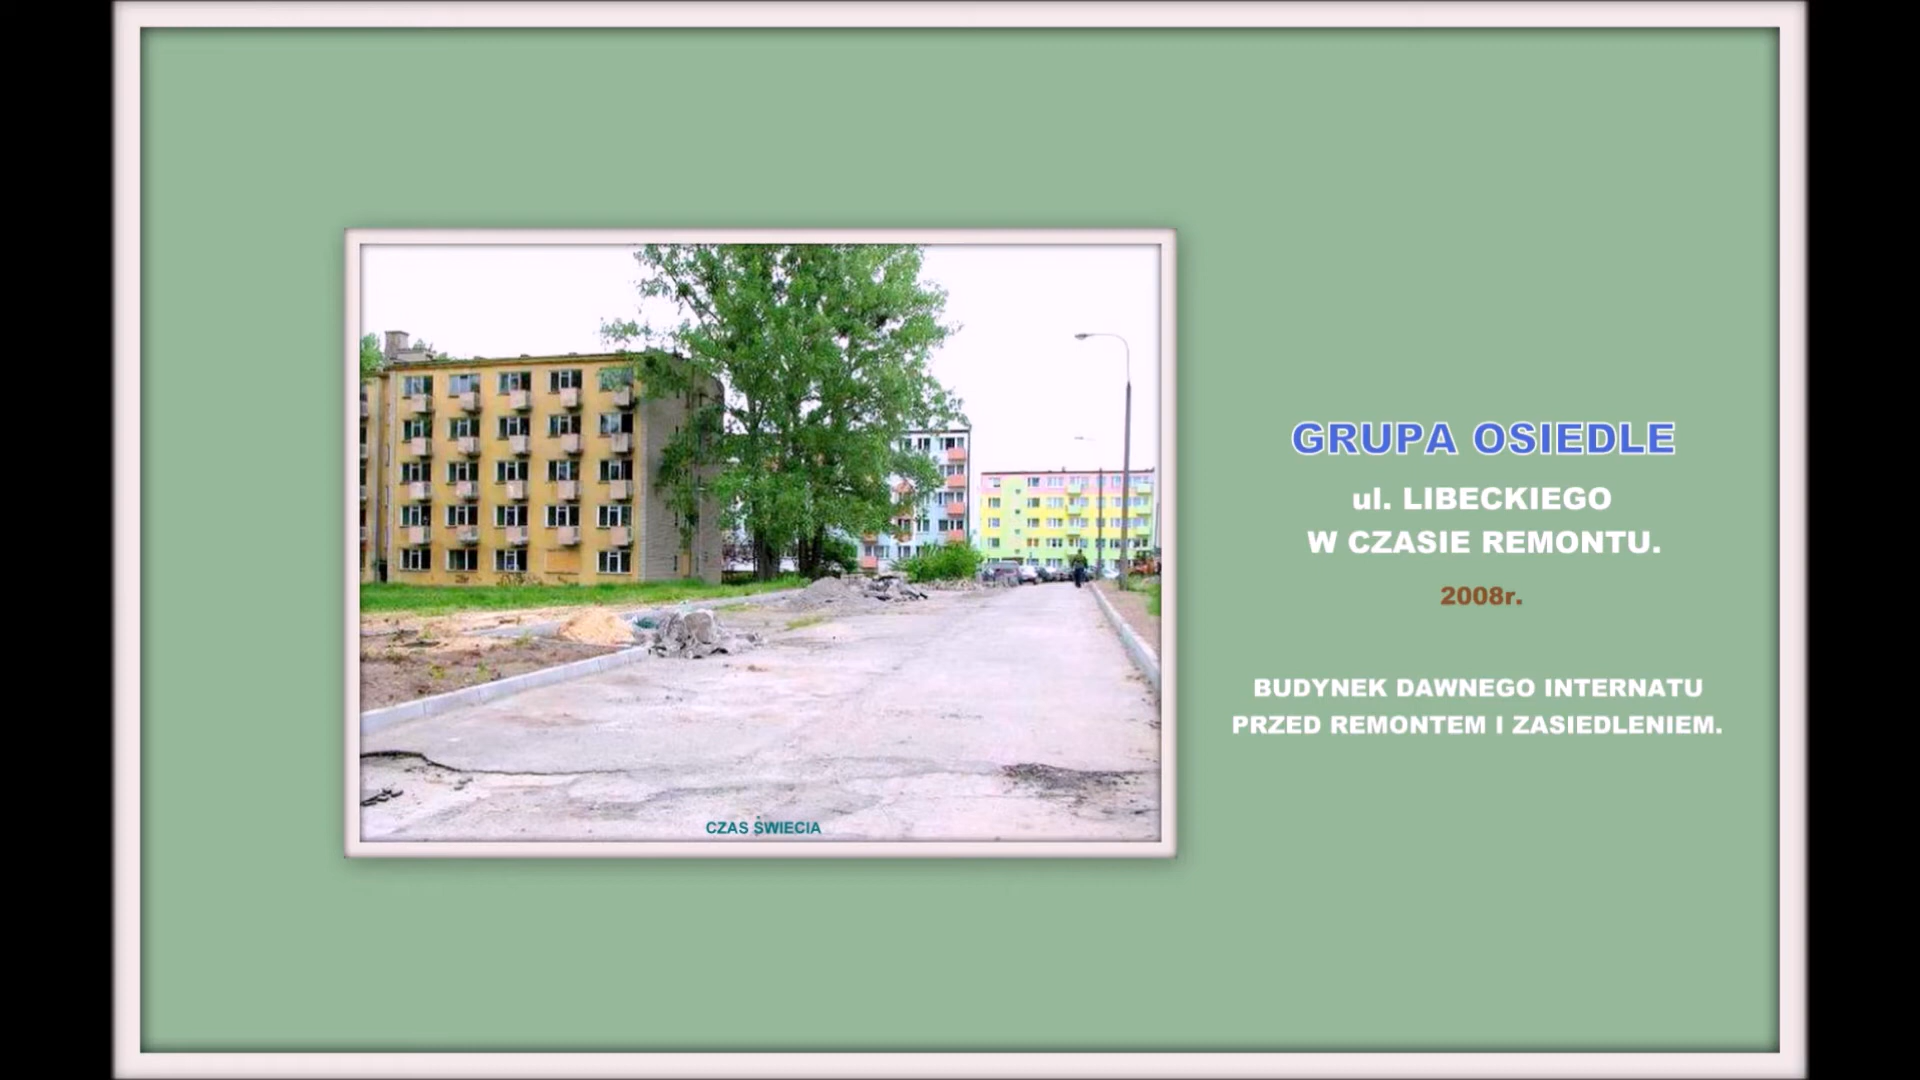 GRUPA OSIEDLE
ul. LIBECKIEGO
W CZASIE REMONTU.
2008r.
BUDYNEK DAWNEGO INTERNATU
PRZED REMONTEM I ZASIEDLENIEM.
CZAS ŚWIECIA